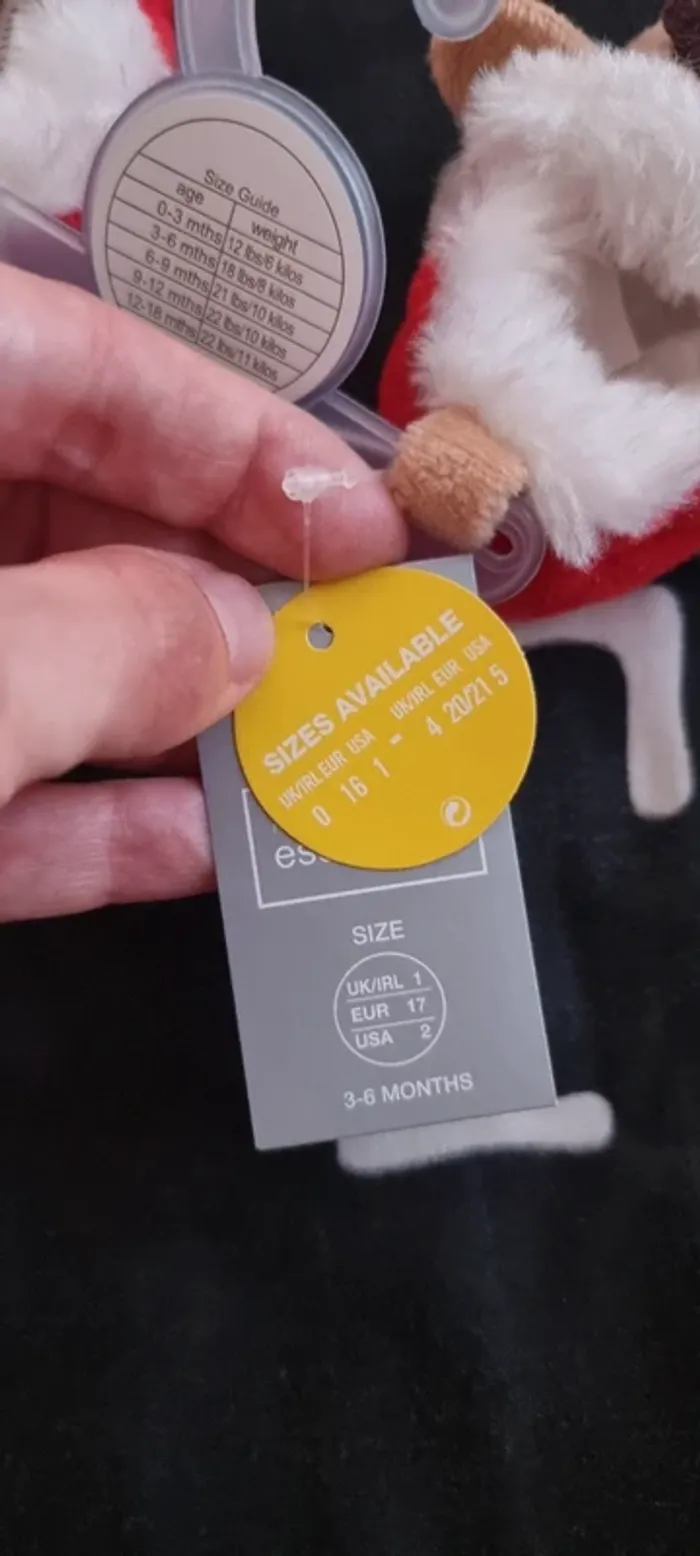 Size Guide
age weight
0-3 mths 12 lbs/6 kilos
3-6 mths 18 lbs/8 kilos
6-9 mths 21 lbs/10 kilos
9-12 mths 22 lbs/10 kilos
12-18 mths 22 lbs/11 kilos
SIZES AVAILABLE
UK/IRL EUR USA UK/IRL EUR USA
0 16 1 - 4 20/21 5
SIZE
UK/IRL 1
EUR 17
USA 2
3-6 MONTHS